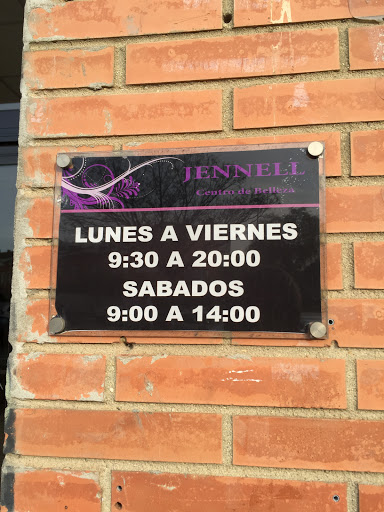 JENNELL
Centro de Belleza
LUNES A VIERNES
9:30 A 20:00
SABADOS
9:00 A 14:00